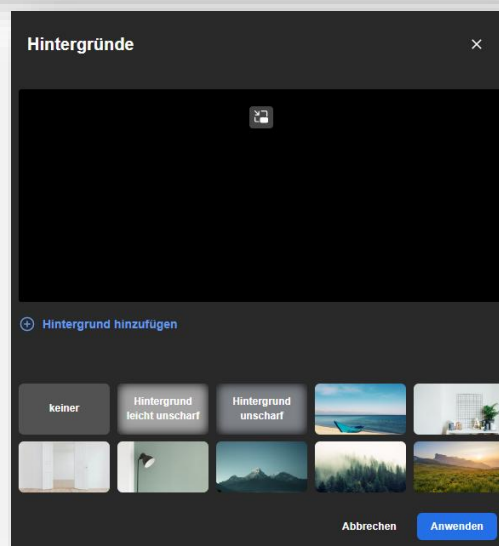 Hintergründe
Hintergrund hinzufügen
keiner
Hintergrund
leicht unscharf
Hintergrund
unscharf
Abbrechen
Anwenden